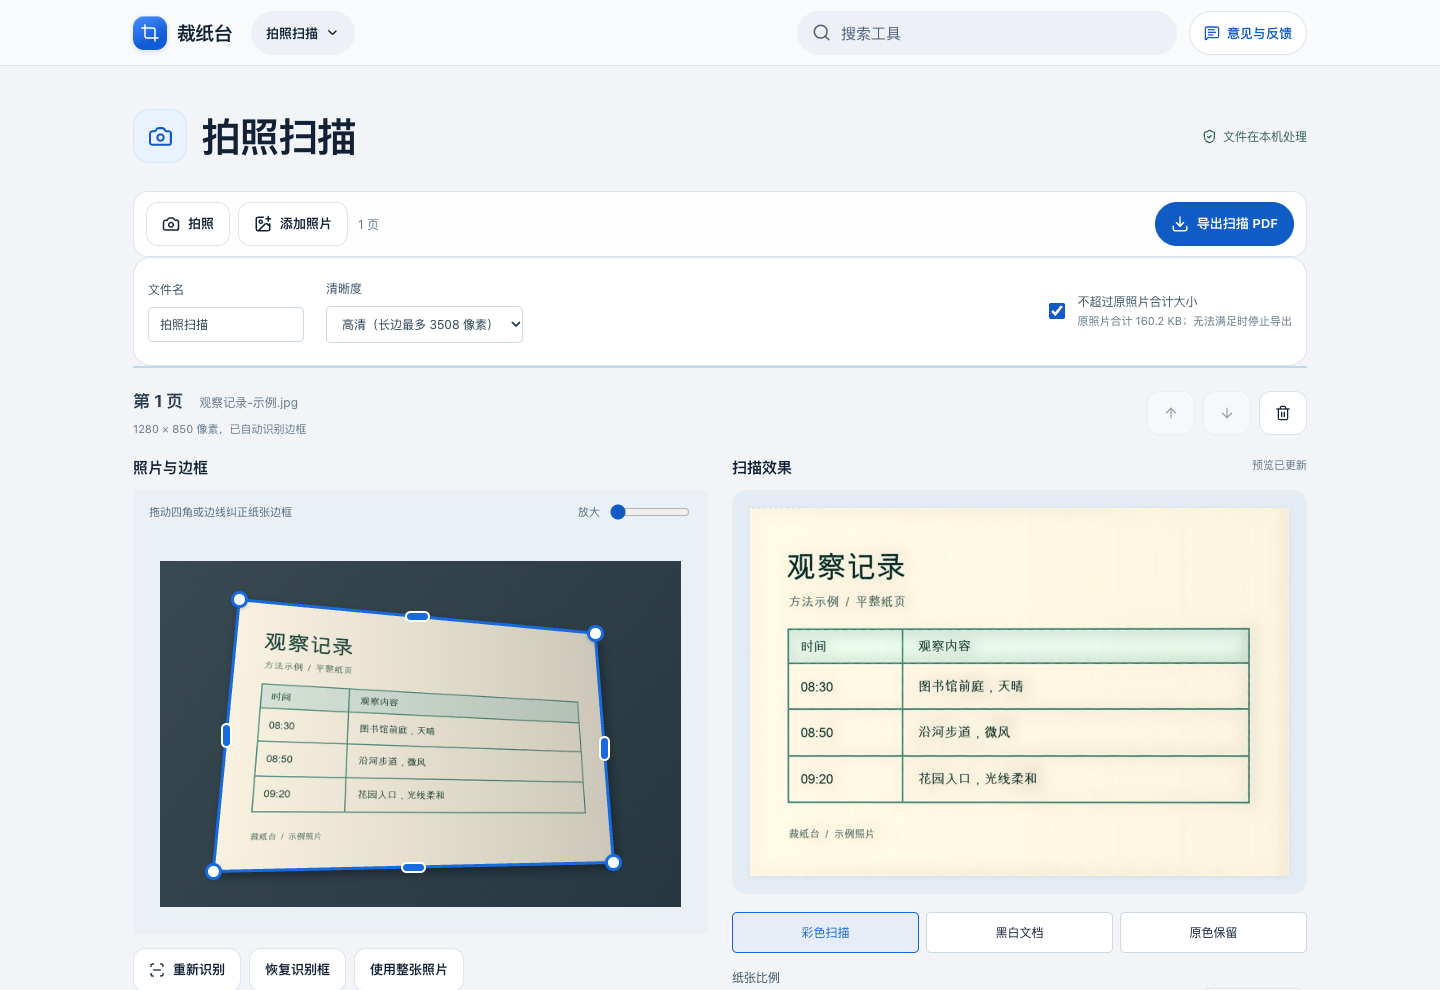 裁纸台
拍照扫描
搜索工具
意见与反馈
拍照扫描
文件在本机处理
拍照
添加照片
1 页
导出扫描 PDF
文件名
清晰度
不超过原照片合计大小
拍照扫描
高清（长边最多 3508 像素）
原照片合计 160.2 KB；无法满足时停止导出
第 1 页
观察记录-示例.jpg
1280 × 850 像素，已自动识别边框
照片与边框
拖动四角或边线纠正纸张边框
放大
观察记录
方法示例 / 平整纸页
时间
观察内容
08:30
图书馆前庭，天晴
08:50
沿河步道，微风
09:20
花园入口，光线柔和
裁纸台 / 示例照片
重新识别
恢复识别框
使用整张照片
扫描效果
预览已更新
观察记录
方法示例 / 平整纸页
时间
观察内容
08:30
图书馆前庭，天晴
08:50
沿河步道，微风
09:20
花园入口，光线柔和
裁纸台 / 示例照片
彩色扫描
黑白文档
原色保留
纸张比例